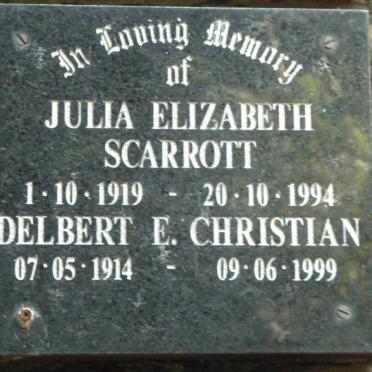 In Loving Memory
of
JULIA ELIZABETH
SCARROTT
1·10·1919 - 20·10·1994
DELBERT E. CHRISTIAN
07·05·1914 - 09·06·1999